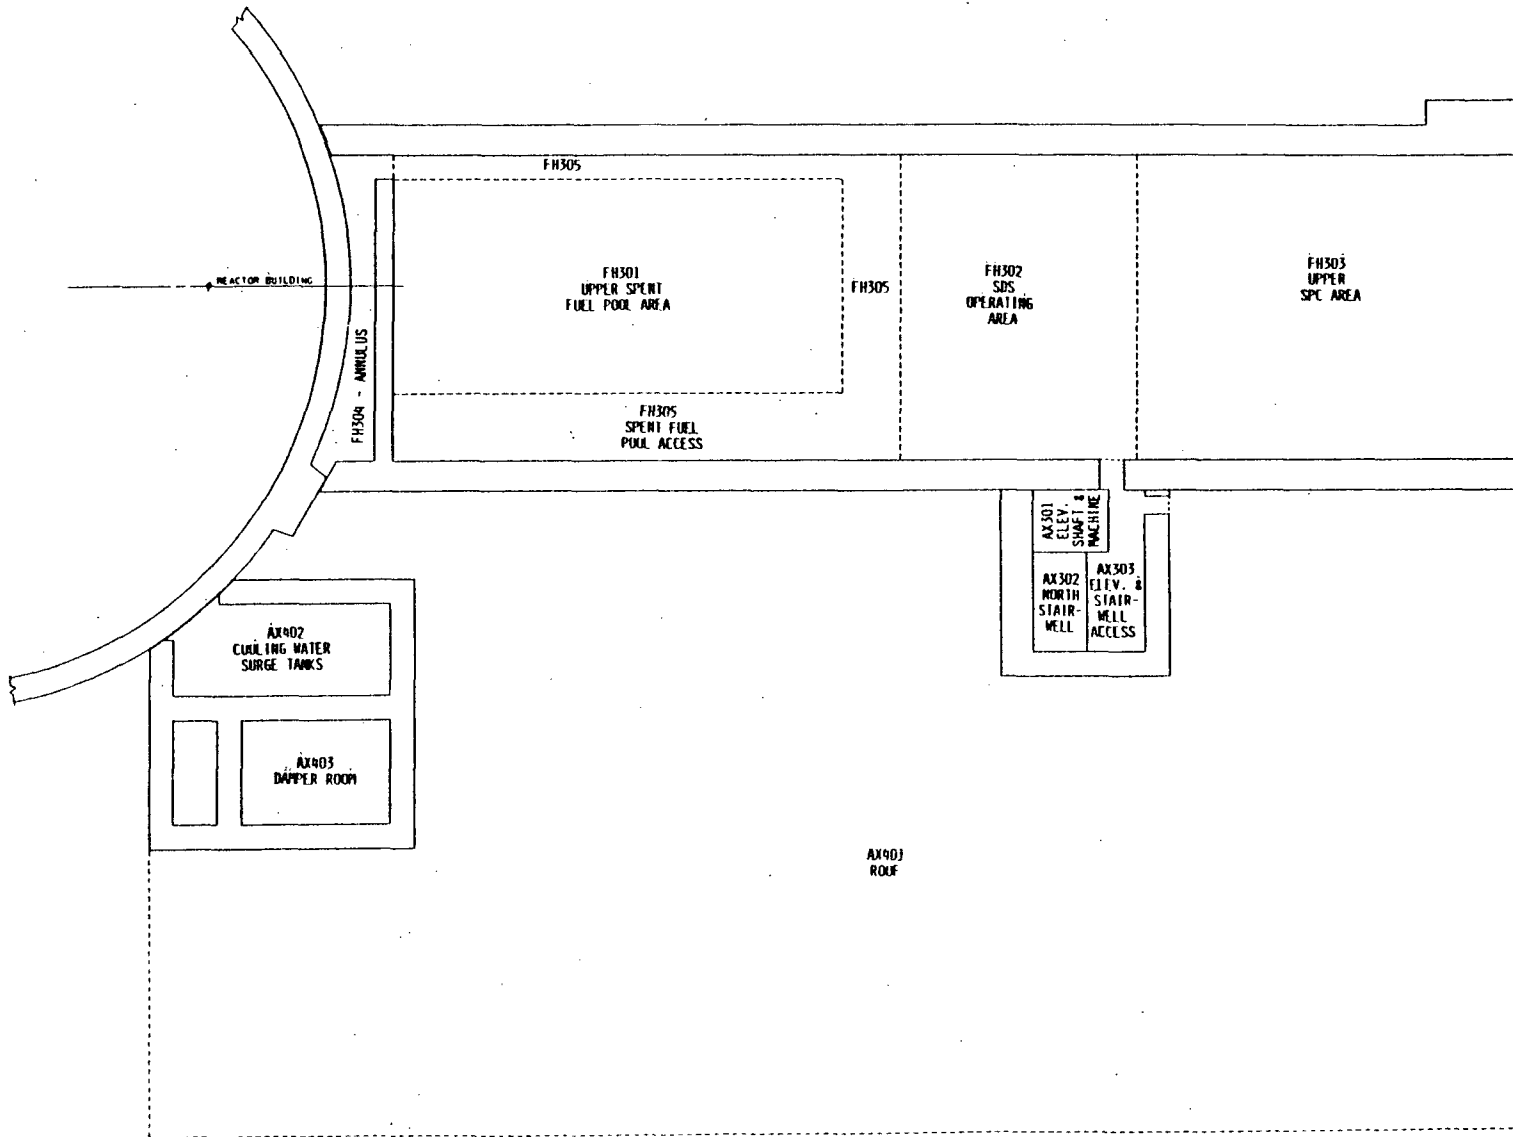 FH305
REACTOR BUILDING
FH301
UPPER SPENT
FUEL POOL AREA
FH305
FH302
SDS
OPERATING
AREA
FH303
UPPER
SPC AREA
FH304 - ANNULUS
FH305
SPENT FUEL
POOL ACCESS
AX301
ELEV.
SHAFT &
MACHINE
AX302
NORTH
STAIR-
WELL
AX303
ELEV. &
STAIR-
WELL
ACCESS
AX402
COOLING WATER
SURGE TANKS
AX403
DAMPER ROOM
ROOF